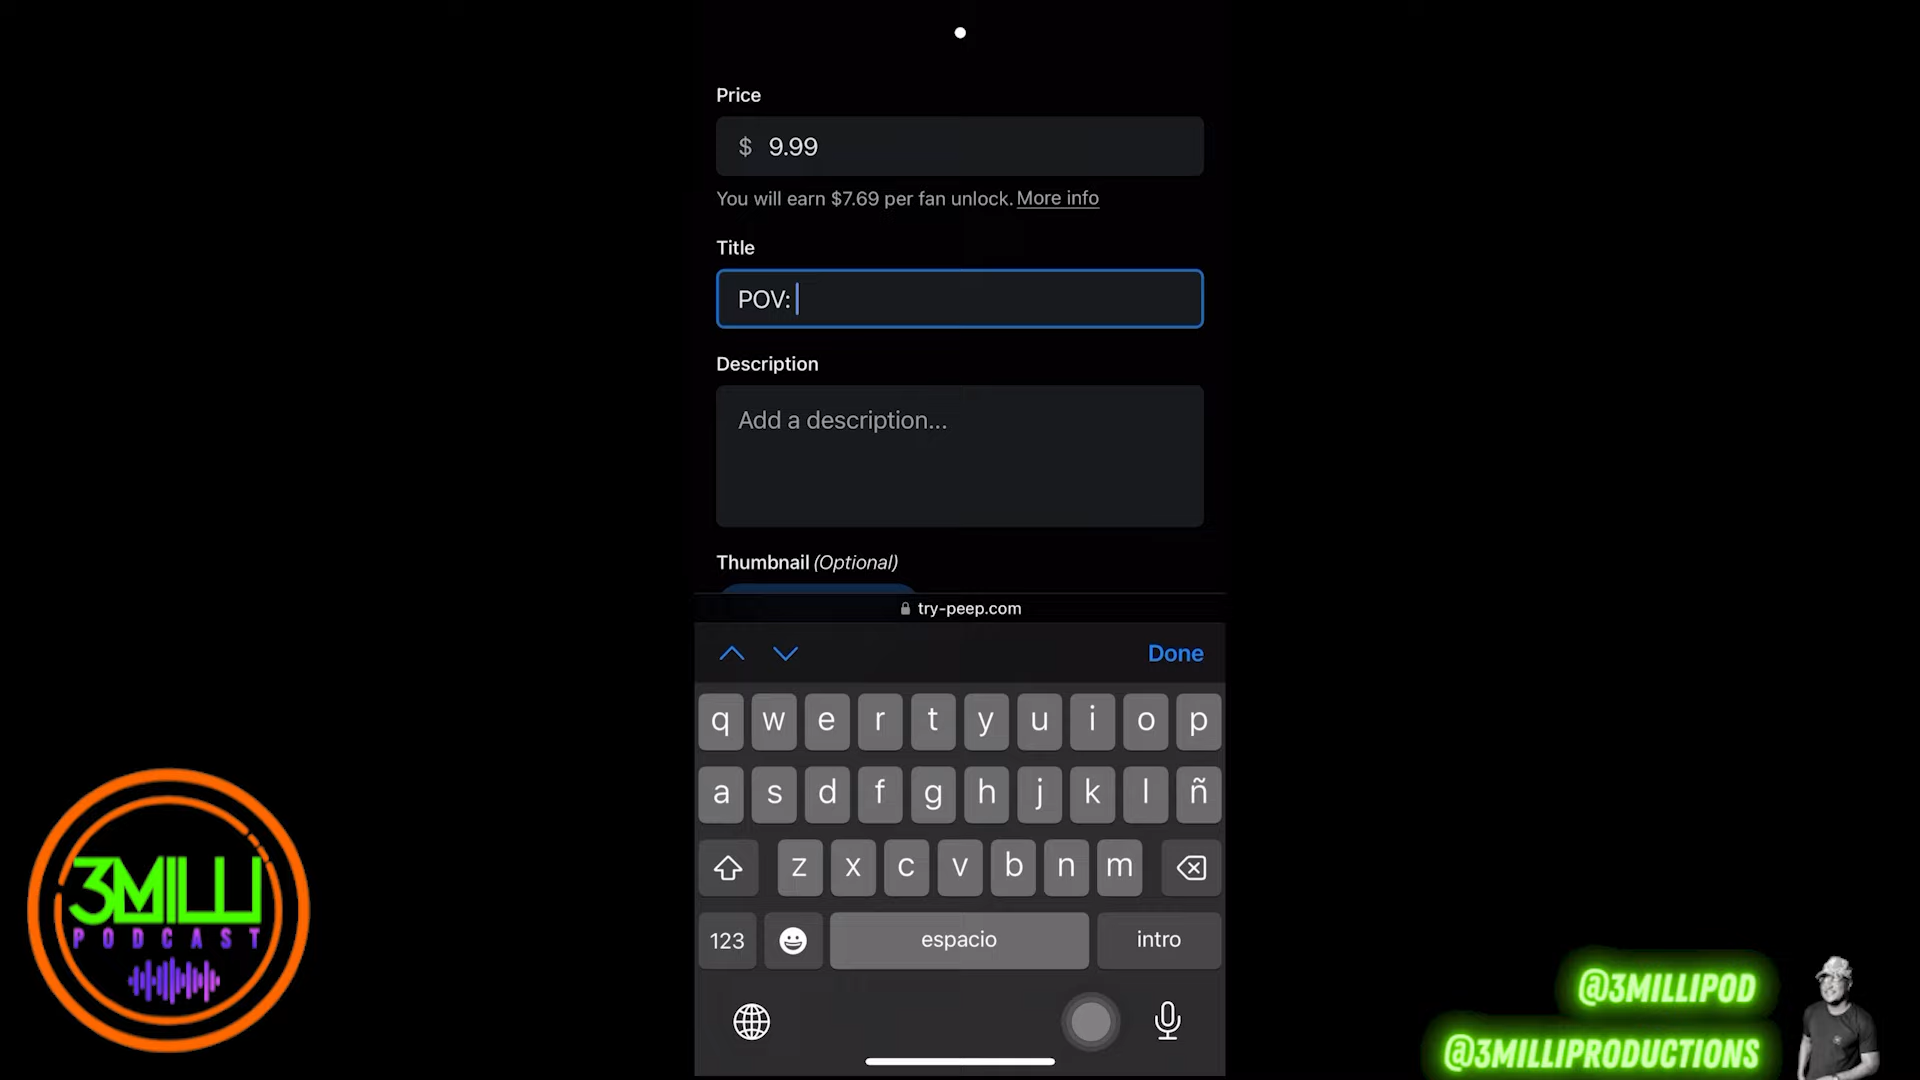 Price
$ 9.99
You will earn $7.69 per fan unlock. More info
Title
POV:
Description
Add a description...
Thumbnail (Optional)
try-peep.com
Done
q w e r t y u i o p
a s d f g h j k l ñ
z x c v b n m
123 espacio intro
3MILLI
PODCAST
@3MILLIPOD
@3MILLIPRODUCTIONS